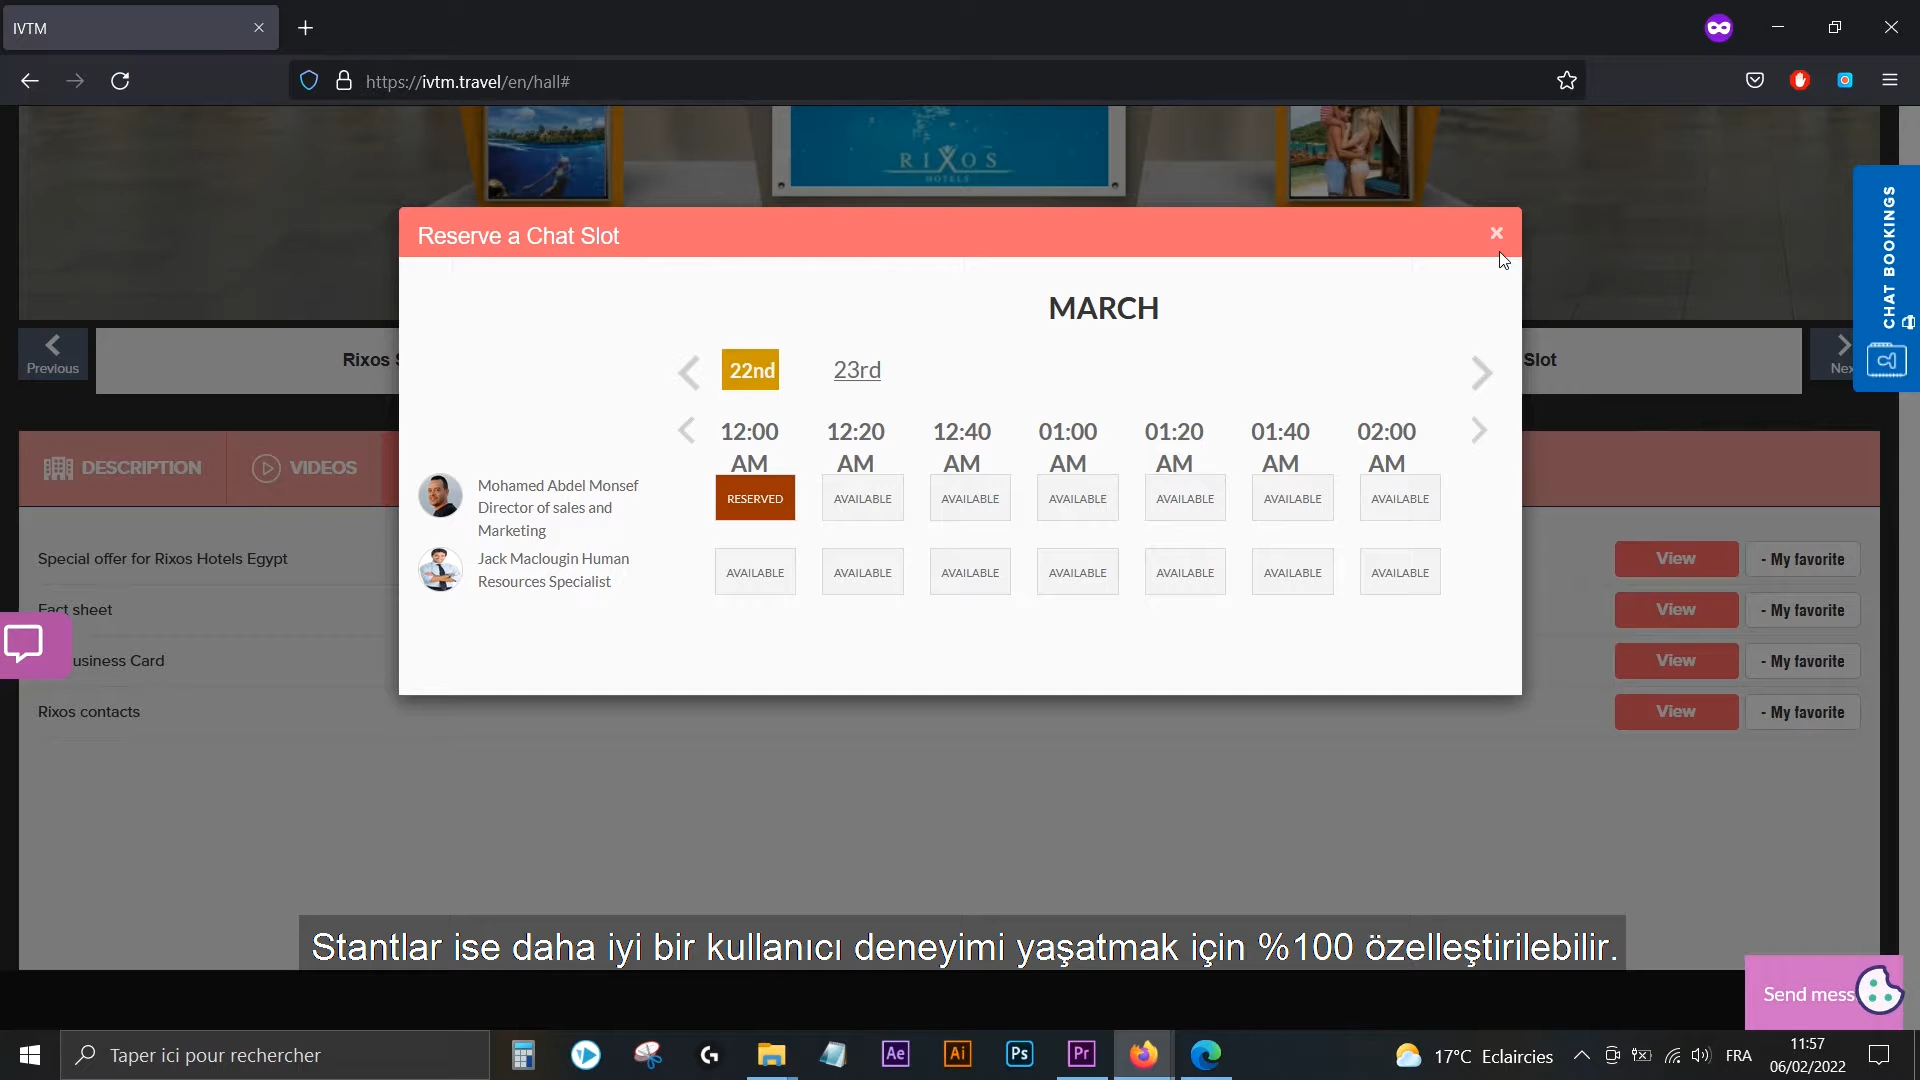 IVTM
https://ivtm.travel/en/hall#
RIXOS
HOTELS
Reserve a Chat Slot
CHAT BOOKINGS
MARCH
Previous
Rixos
Slot
22nd 23rd
12:00 AM 12:20 AM 12:40 AM 01:00 AM 01:20 AM 01:40 AM 02:00 AM
DESCRIPTION
VIDEOS
Mohamed Abdel Monsef
Director of sales and
Marketing
RESERVED AVAILABLE AVAILABLE AVAILABLE AVAILABLE AVAILABLE AVAILABLE
Jack Maclougin Human
Resources Specialist
AVAILABLE AVAILABLE AVAILABLE AVAILABLE AVAILABLE AVAILABLE AVAILABLE
Special offer for Rixos Hotels Egypt
View - My favorite
Fact sheet
View - My favorite
usiness Card
View - My favorite
Rixos contacts
View - My favorite
Stantlar ise daha iyi bir kullanıcı deneyimi yaşatmak için %100 özelleştirilebilir.
Send mess
Taper ici pour rechercher
Ae
Ai
Ps
Pr
17°C Eclaircies
FRA
11:57
06/02/2022